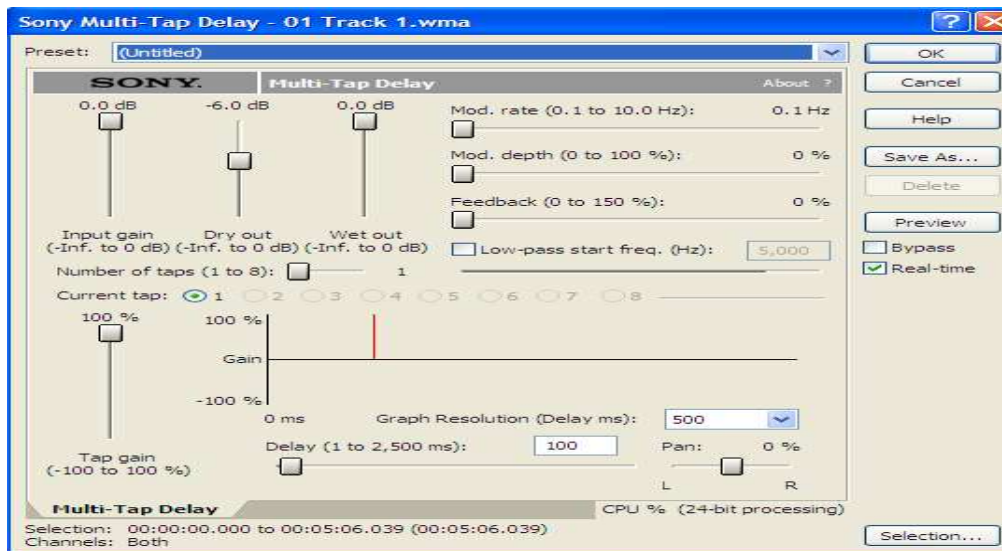 Sony Multi-Tap Delay - 01 Track 1.wma
Preset: (Untitled) OK
SONY. Multi-Tap Delay About ? Cancel
0.0 dB -6.0 dB 0.0 dB Mod. rate (0.1 to 10.0 Hz): 0.1 Hz
Help
Mod. depth (0 to 100 %): 0 % Save As...
Delete
Feedback (0 to 150 %): 0 %
Preview
Input gain Dry out Wet out
(-Inf. to 0 dB) (-Inf. to 0 dB) (-Inf. to 0 dB) Low-pass start freq. (Hz): 5,000 Bypass
Number of taps (1 to 8): 1 Real-time
Current tap: 1 2 3 4 5 6 7 8
100 % 100 %
Gain
-100 %
0 ms Graph Resolution (Delay ms): 500
Delay (1 to 2,500 ms): 100 Pan: 0 %
Tap gain
(-100 to 100 %)
L R
Multi-Tap Delay CPU % (24-bit processing)
Selection: 00:00:00.000 to 00:05:06.039 (00:05:06.039)
Channels: Both Selection...